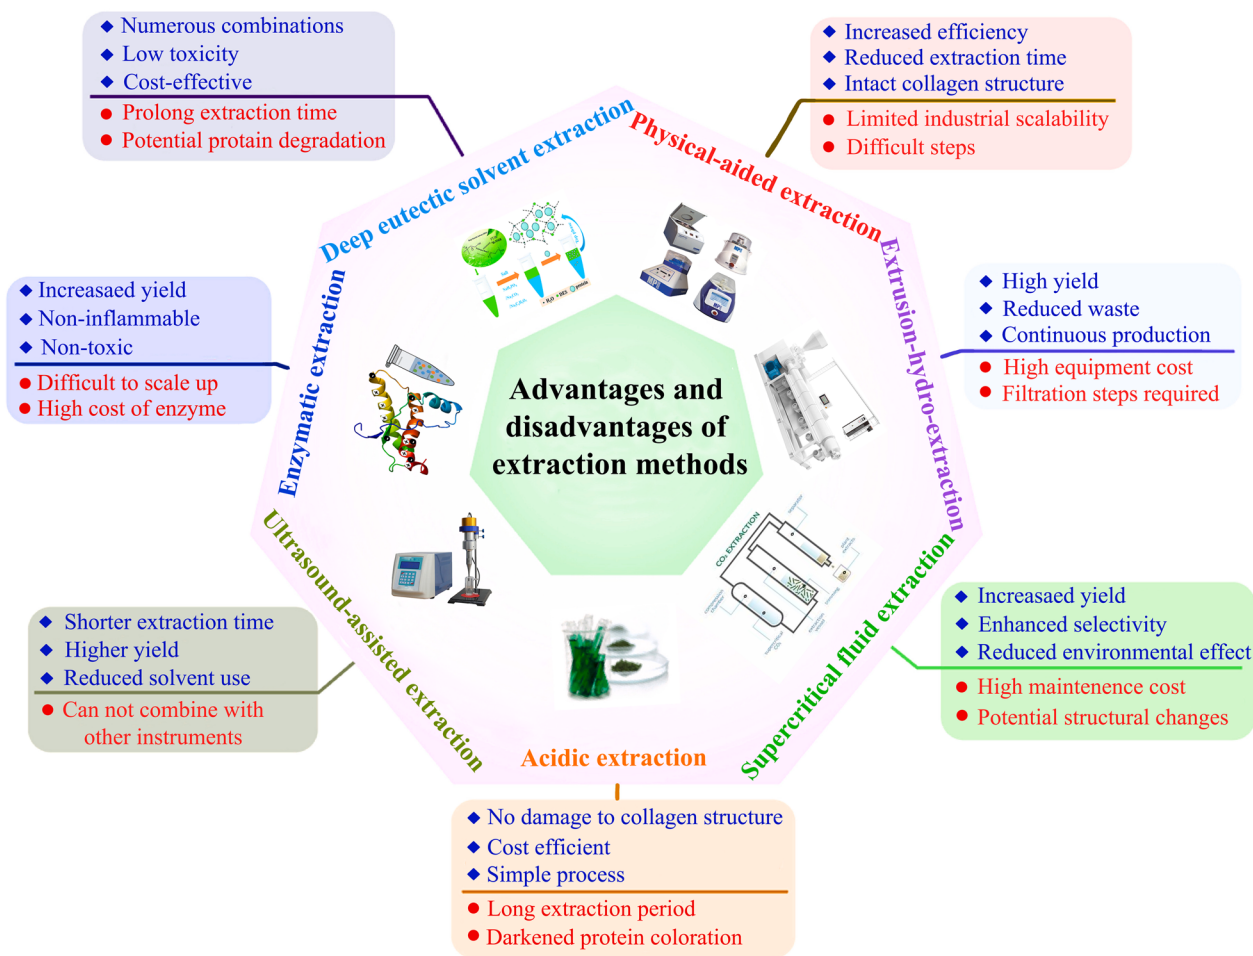 Numerous combinations
Low toxicity
Cost-effective
Prolong extraction time
Potential protein degradation
Increased efficiency
Reduced extraction time
Intact collagen structure
Limited industrial scalability
Difficult steps
Deep eutectic solvent extraction
Physical-aided extraction
Increasaed yield
Non-inflammable
Non-toxic
Difficult to scale up
High cost of enzyme
Enzymatic extraction
Extrusion-hydro-extraction
High yield
Reduced waste
Continuous production
High equipment cost
Filtration steps required
Advantages and
disadvantages of
extraction methods
CO₂ EXTRACTION
Ultrasound-assisted extraction
Supercritical fluid extraction
Shorter extraction time
Higher yield
Reduced solvent use
Can not combine with
other instruments
Increasaed yield
Enhanced selectivity
Reduced environmental effect
High maintenence cost
Potential structural changes
Acidic extraction
No damage to collagen structure
Cost efficient
Simple process
Long extraction period
Darkened protein coloration